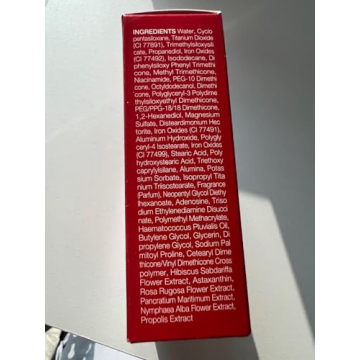 INGREDIENTS Water, Cyclo
pentasiloxane, Titanium Dioxide
(CI 77891), Trimethylsiloxysili
cate, Propanediol, Iron Oxides
(CI 77492), Isododecane, Di
phenylsiloxy Phenyl Trimethi
cone, Methyl Trimethicone,
Niacinamide, PEG-10 Dimethi
cone, Octyldodecanol, Dimethi
cone, Polyglyceryl-3 Polydime
thylsiloxyethyl Dimethicone,
PEG/PPG-18/18 Dimethicone,
1,2-Hexanediol, Magnesium
Sulfate, Disteardimonium Hec
torite, Iron Oxides (CI 77491),
Aluminum Hydroxide, Polygly
ceryl-4 Isostearate, Iron Oxides
(CI 77499), Stearic Acid, Poly
hydroxystearic Acid, Triethoxy
caprylylsilane, Alumina, Potas
sium Sorbate, Isopropyl Tita
nium Triisostearate, Fragrance
(Parfum), Neopentyl Glycol Diethy
lhexanoate, Adenosine, Triso
dium Ethylenediamine Disucci
nate, Polymethyl Methacrylate,
Haematococcus Pluvialis Oil,
Butylene Glycol, Glycerin, Di
propylene Glycol, Sodium Pal
mitoyl Proline, Cetearyl Dime
thicone/Vinyl Dimethicone Cross
polymer, Hibiscus Sabdariffa
Flower Extract, Astaxanthin,
Rosa Rugosa Flower Extract,
Pancratium Maritimum Extract,
Nymphaea Alba Flower Extract,
Propolis Extract